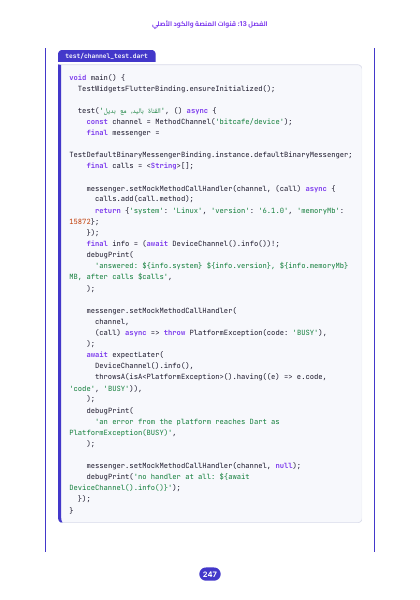 الفصل 13: قنوات المنصة والكود الأصلي
test/channel_test.dart
void main() {
TestWidgetsFlutterBinding.ensureInitialized();
test('القناة باليد، مع بديل', () async {
const channel = MethodChannel('bitcafe/device');
final messenger =
TestDefaultBinaryMessengerBinding.instance.defaultBinaryMessenger;
final calls = <String>[];
messenger.setMockMethodCallHandler(channel, (call) async {
calls.add(call.method);
return {'system': 'Linux', 'version': '6.1.0', 'memoryMb':
15872};
});
final info = (await DeviceChannel().info())!;
debugPrint(
'answered: ${info.system} ${info.version}, ${info.memoryMb}
MB, after calls $calls',
);
messenger.setMockMethodCallHandler(
channel,
(call) async => throw PlatformException(code: 'BUSY'),
);
await expectLater(
DeviceChannel().info(),
throwsA(isA<PlatformException>().having((e) => e.code,
'code', 'BUSY')),
);
debugPrint(
'an error from the platform reaches Dart as
PlatformException(BUSY)',
);
messenger.setMockMethodCallHandler(channel, null);
debugPrint('no handler at all: ${await
DeviceChannel().info()}');
});
}
247